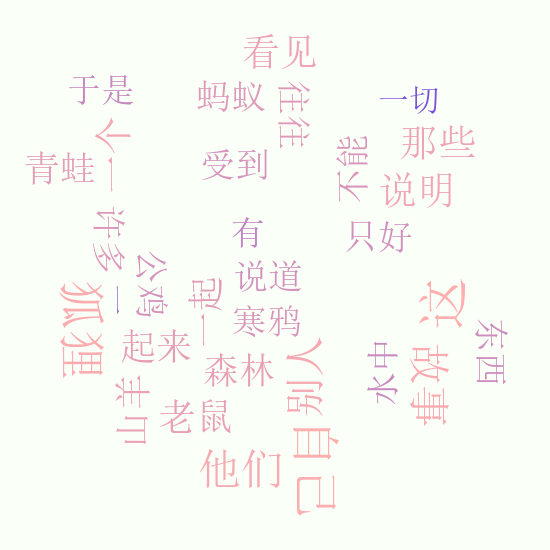 看见
于是
蚂蚁
往往
一切
一个
那些
青蛙
受到
不能
说明
许多
有
只好
公鸡
说道
一
一起
狐狸
寒鸦
这
起来
森林
别人
水中
故事
东西
山羊
老鼠
他们
自己